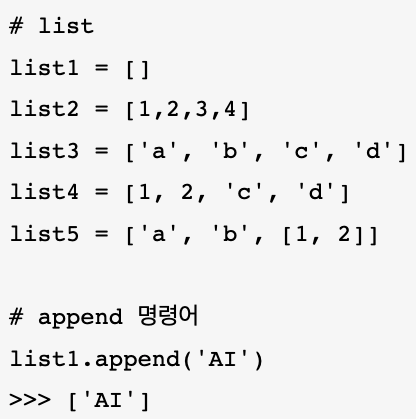 # list
list1 = []
list2 = [1,2,3,4]
list3 = ['a', 'b', 'c', 'd']
list4 = [1, 2, 'c', 'd']
list5 = ['a', 'b', [1, 2]]
# append 명령어
list1.append('AI')
>>> ['AI']